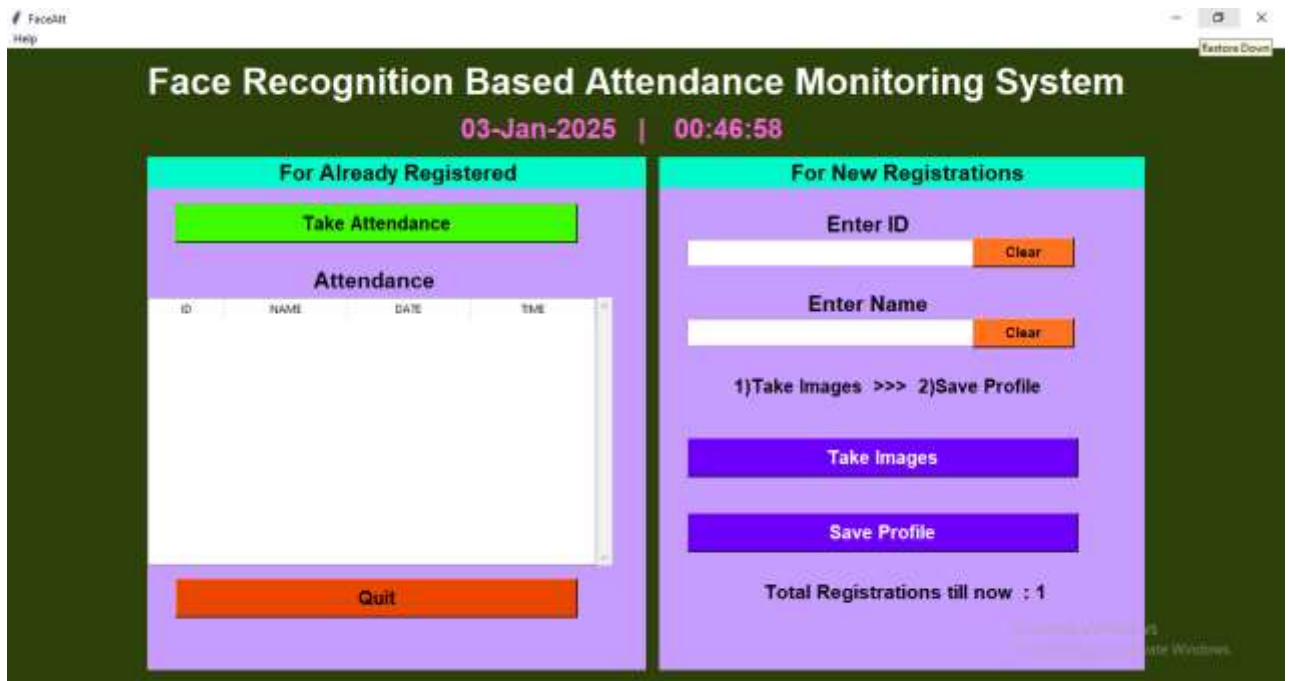 FaceAtt
Help
Restore Down
Face Recognition Based Attendance Monitoring System
03-Jan-2025 | 00:46:58
For Already Registered
Take Attendance
Attendance
ID NAME DATE TIME
Quit
For New Registrations
Enter ID
Clear
Enter Name
Clear
1)Take Images >>> 2)Save Profile
Take Images
Save Profile
Total Registrations till now : 1
Windows.